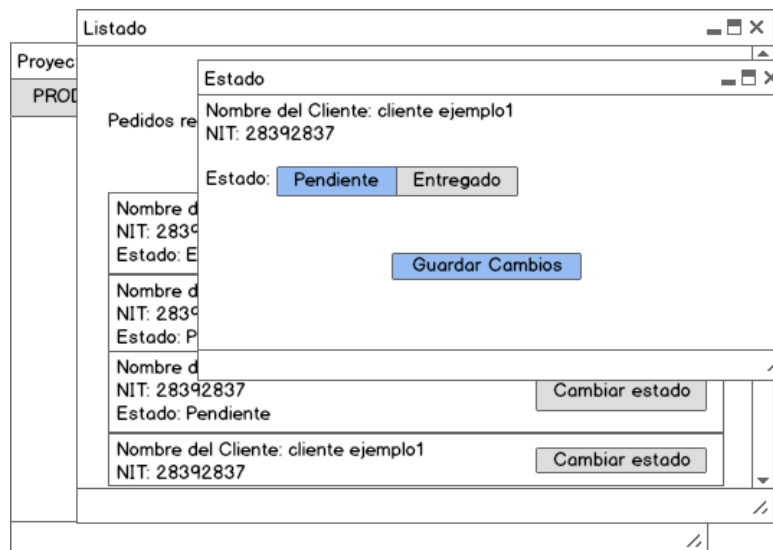 Listado
Proyec
PROD
Estado
Nombre del Cliente: cliente ejemplo1
NIT: 28392837
Estado: Pendiente Entregado
Guardar Cambios
Pedidos re
Nombre d
NIT: 2839
Estado: E
Nombre d
NIT: 2839
Estado: P
Nombre d
NIT: 28392837
Estado: Pendiente
Cambiar estado
Nombre del Cliente: cliente ejemplo1
NIT: 28392837
Cambiar estado